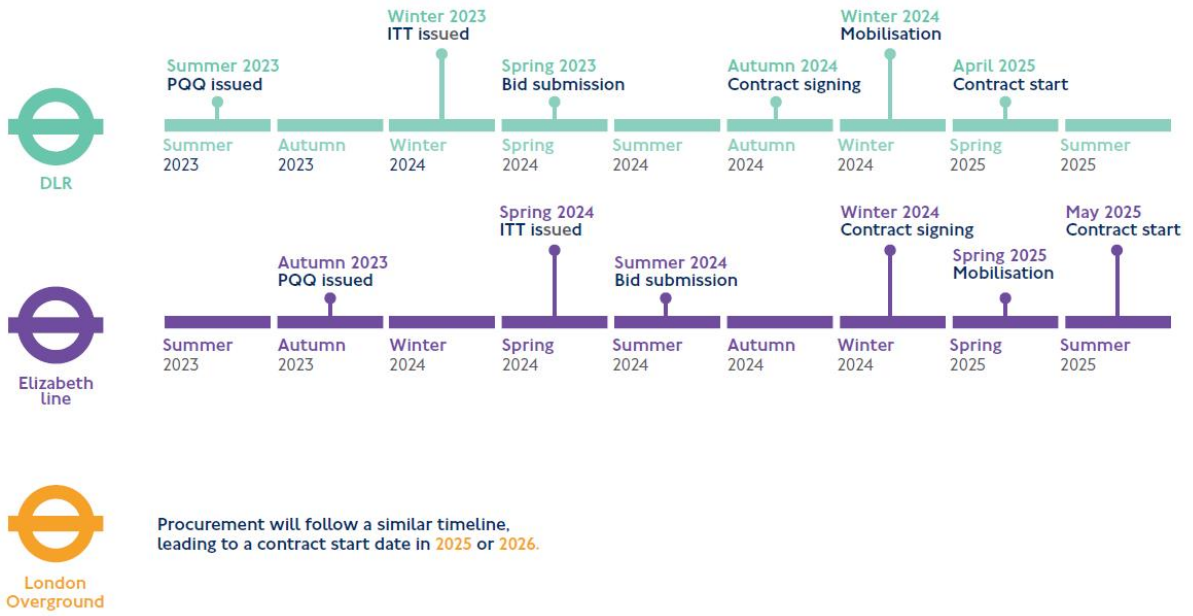 Winter 2023
ITT issued
Winter 2024
Mobilisation
Summer 2023
PQQ issued
Spring 2023
Bid submission
Autumn 2024
Contract signing
April 2025
Contract start
DLR
Summer
2023
Autumn
2023
Winter
2024
Spring
2024
Summer
2024
Autumn
2024
Winter
2024
Spring
2025
Summer
2025
Spring 2024
ITT issued
Winter 2024
Contract signing
May 2025
Contract start
Autumn 2023
PQQ issued
Summer 2024
Bid submission
Spring 2025
Mobilisation
Elizabeth
line
Summer
2023
Autumn
2023
Winter
2024
Spring
2024
Summer
2024
Autumn
2024
Winter
2024
Spring
2025
Summer
2025
London
Overground
Procurement will follow a similar timeline,
leading to a contract start date in 2025 or 2026.